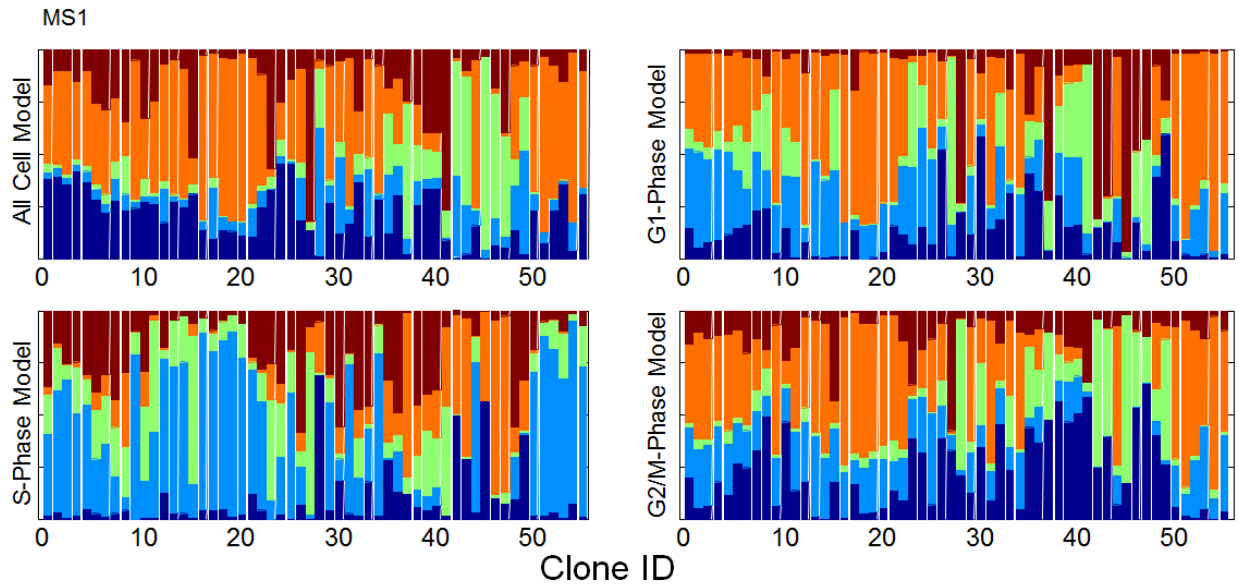 MS1
All Cell Model
0 10 20 30 40 50
G1-Phase Model
0 10 20 30 40 50
S-Phase Model
0 10 20 30 40 50
G2/M-Phase Model
0 10 20 30 40 50
Clone ID